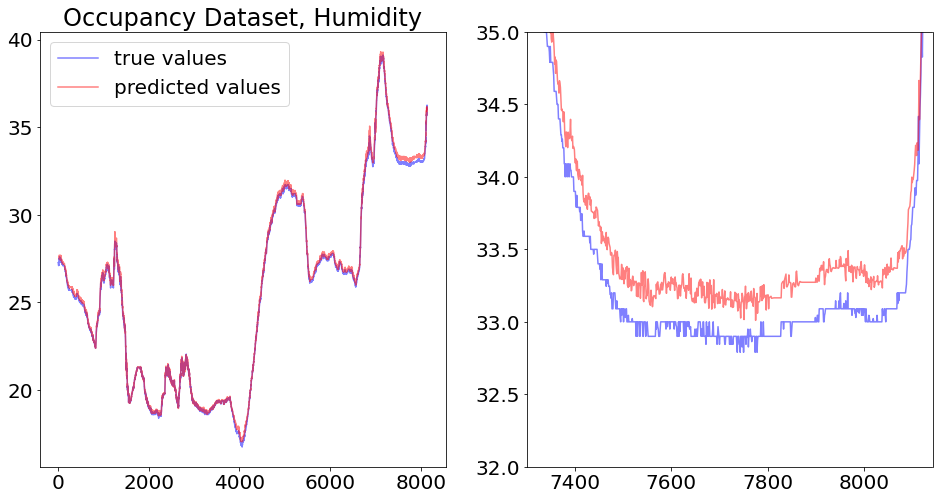 Occupancy Dataset, Humidity
true values
predicted values
40
35
30
25
20
0 2000 4000 6000 8000
35.0
34.5
34.0
33.5
33.0
32.5
32.0
7400 7600 7800 8000